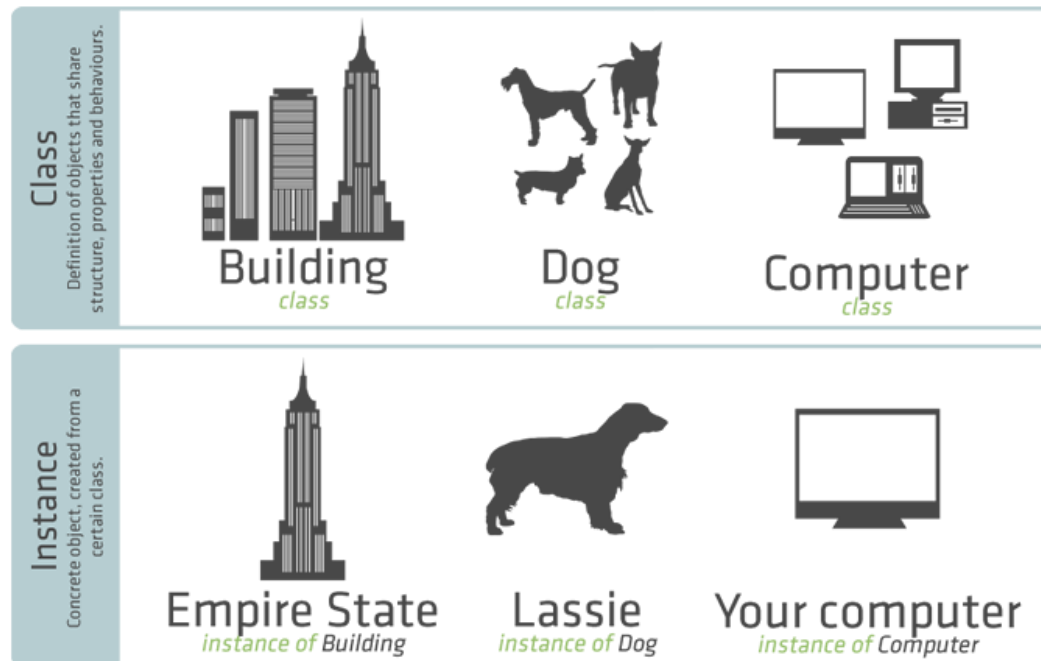 Class
Definition of objects that share
structure, properties and behaviours.
Building
class
Dog
class
Computer
class
Instance
Concrete object, created from a
certain class.
Empire State
instance of Building
Lassie
instance of Dog
Your computer
instance of Computer